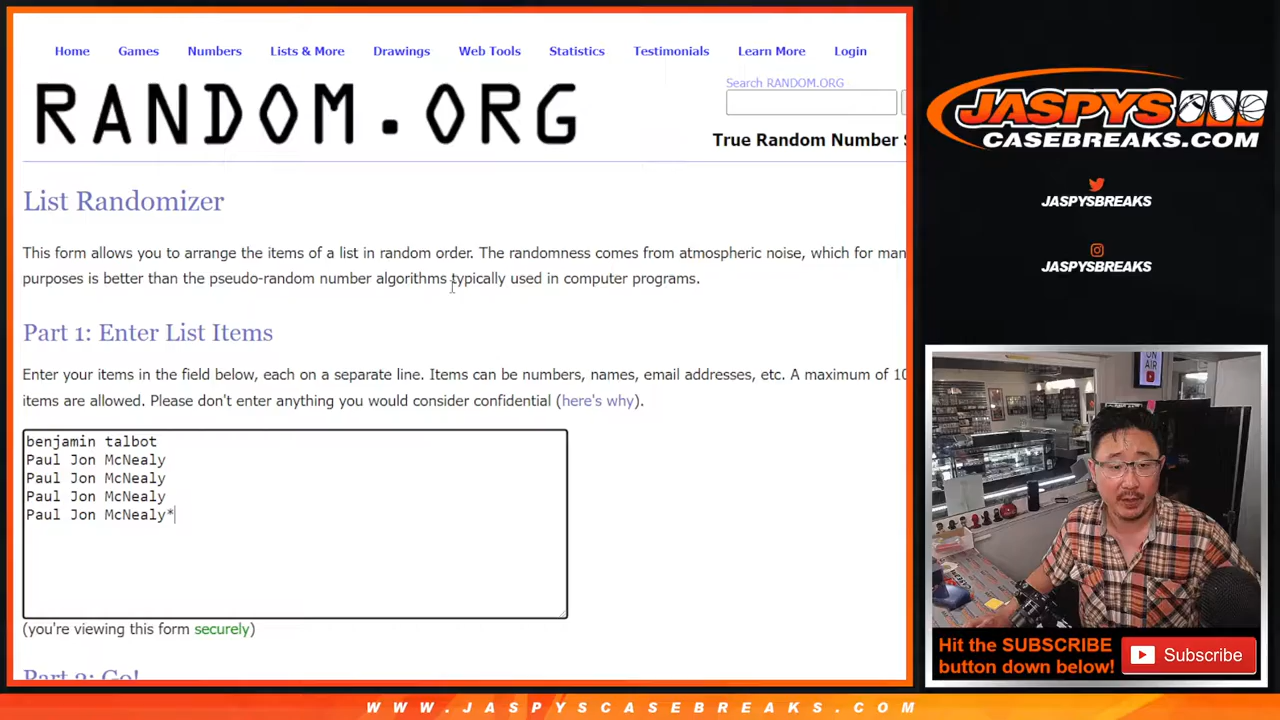 Home Games Numbers Lists & More Drawings Web Tools Statistics Testimonials Learn More Login
RANDOM.ORG
Search RANDOM.ORG
True Random Number S
List Randomizer
This form allows you to arrange the items of a list in random order. The randomness comes from atmospheric noise, which for man
purposes is better than the pseudo-random number algorithms typically used in computer programs.
Part 1: Enter List Items
Enter your items in the field below, each on a separate line. Items can be numbers, names, email addresses, etc. A maximum of 10
items are allowed. Please don't enter anything you would consider confidential (here's why).
benjamin talbot
Paul Jon McNealy
Paul Jon McNealy
Paul Jon McNealy
Paul Jon McNealy*
(you're viewing this form securely)
Part 2: Go!
JASPYS
CASEBREAKS.COM
JASPYSBREAKS
JASPYSBREAKS
ON
AIR
Hit the SUBSCRIBE
button down below!
Subscribe
WWW.JASPYSCASEBREAKS.COM